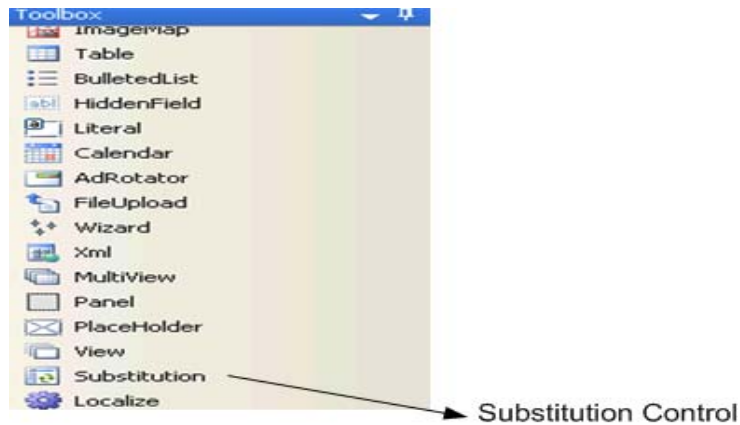 Toolbox
ImageMap
Table
BulletedList
HiddenField
Literal
Calendar
AdRotator
FileUpload
Wizard
Xml
MultiView
Panel
PlaceHolder
View
Substitution
Localize
Substitution Control